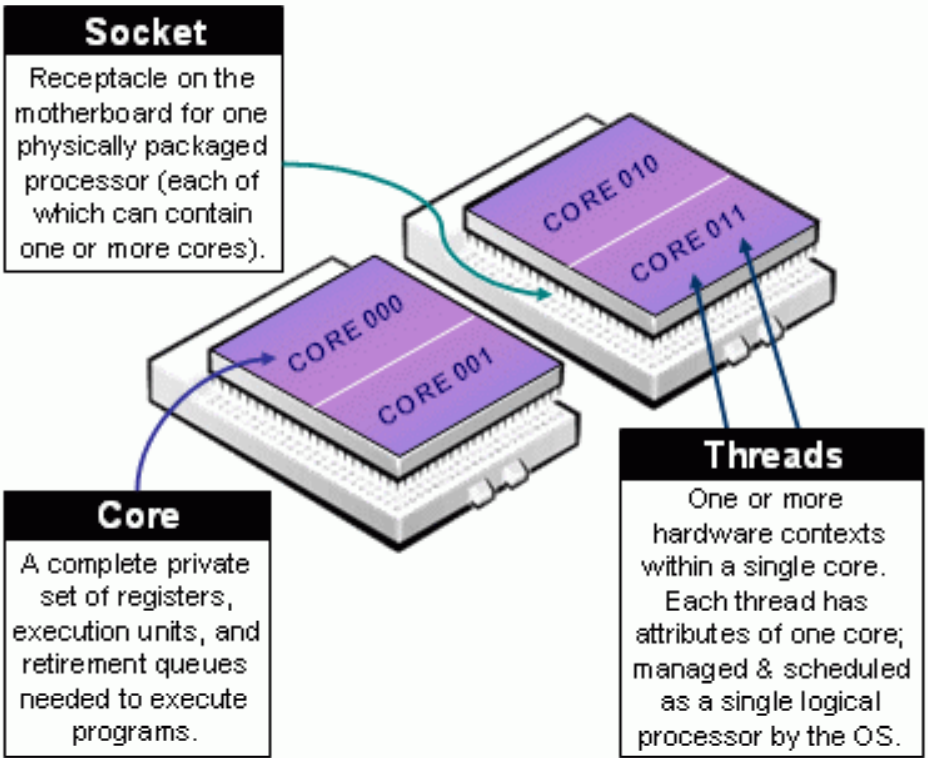 Socket
Receptacle on the
motherboard for one
physically packaged
processor (each of
which can contain
one or more cores).
CORE 010
CORE 011
CORE 000
CORE 001
Core
A complete private
set of registers,
execution units, and
retirement queues
needed to execute
programs.
Threads
One or more
hardware contexts
within a single core.
Each thread has
attributes of one core;
managed & scheduled
as a single logical
processor by the OS.